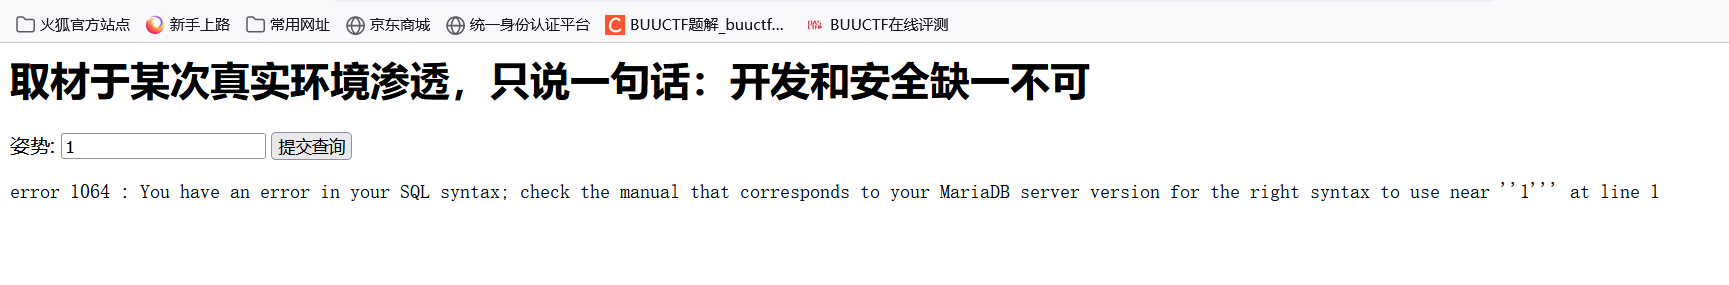 火狐官方站点 新手上路 常用网址 京东商城 统一身份认证平台 C BUUCTF题解_buuctf... BUUCTF在线评测
取材于某次真实环境渗透，只说一句话：开发和安全缺一不可
姿势: 1 提交查询
error 1064 : You have an error in your SQL syntax; check the manual that corresponds to your MariaDB server version for the right syntax to use near ''1''' at line 1